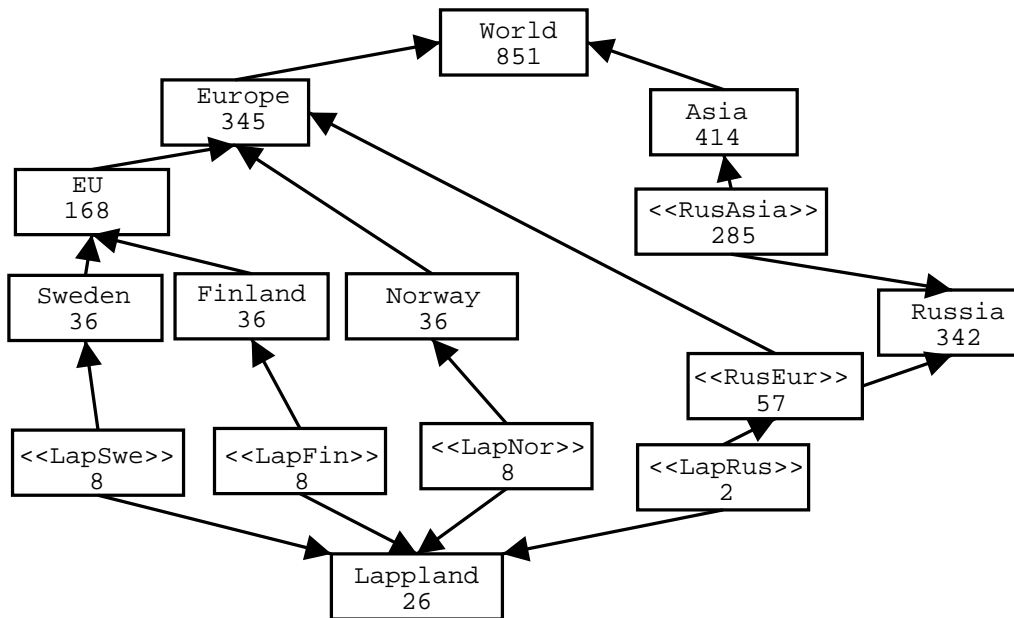 World
851
Europe
345
Asia
414
EU
168
<<RusAsia>>
285
Sweden
36
Finland
36
Norway
36
Russia
342
<<RusEur>>
57
<<LapSwe>>
8
<<LapFin>>
8
<<LapNor>>
8
<<LapRus>>
2
Lappland
26